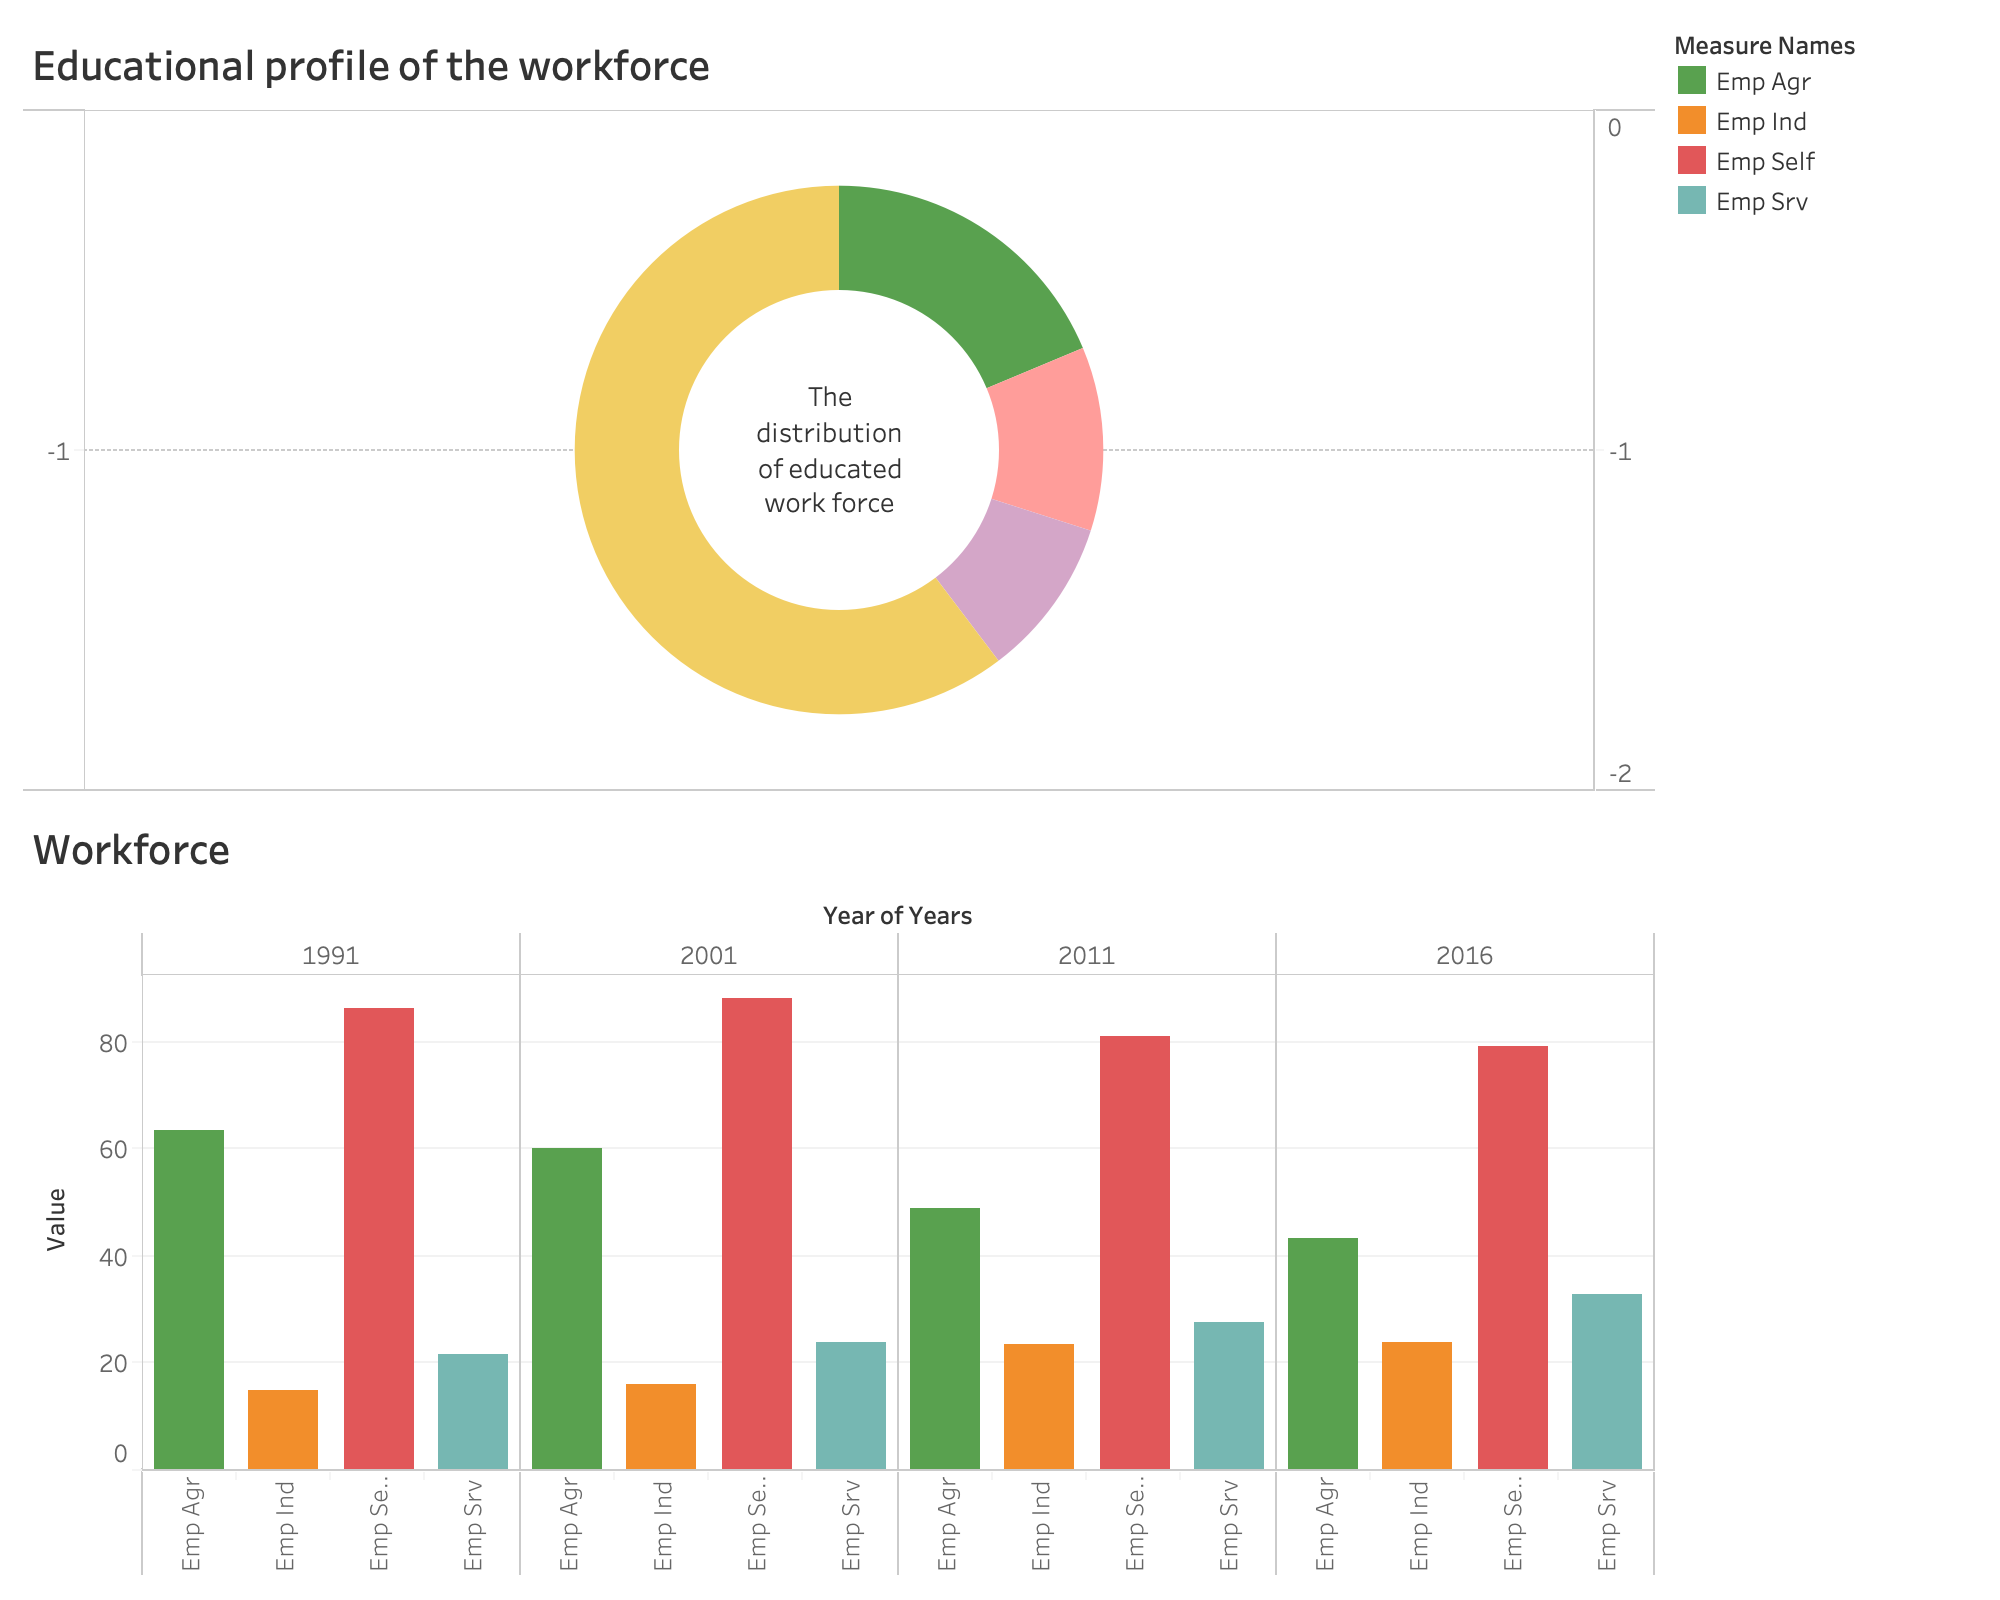 Educational profile of the workforce
Measure Names
Emp Agr
Emp Ind
Emp Self
Emp Srv
0
-1
-1
-2
The
distribution
of educated
work force
Workforce
Year of Years
1991
2001
2011
2016
Value
80
60
40
20
0
Emp Agr
Emp Ind
Emp Se..
Emp Srv
Emp Agr
Emp Ind
Emp Se..
Emp Srv
Emp Agr
Emp Ind
Emp Se..
Emp Srv
Emp Agr
Emp Ind
Emp Se..
Emp Srv